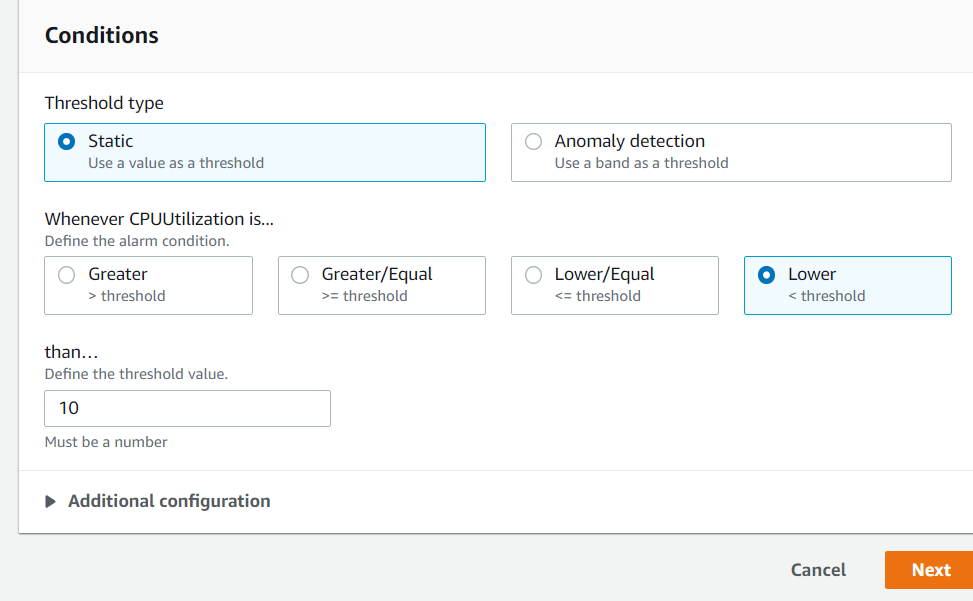 Conditions
Threshold type
Static
Use a value as a threshold
Anomaly detection
Use a band as a threshold
Whenever CPUUtilization is...
Define the alarm condition.
Greater
> threshold
Greater/Equal
>= threshold
Lower/Equal
<= threshold
Lower
< threshold
than…
Define the threshold value.
10
Must be a number
Additional configuration
Cancel
Next